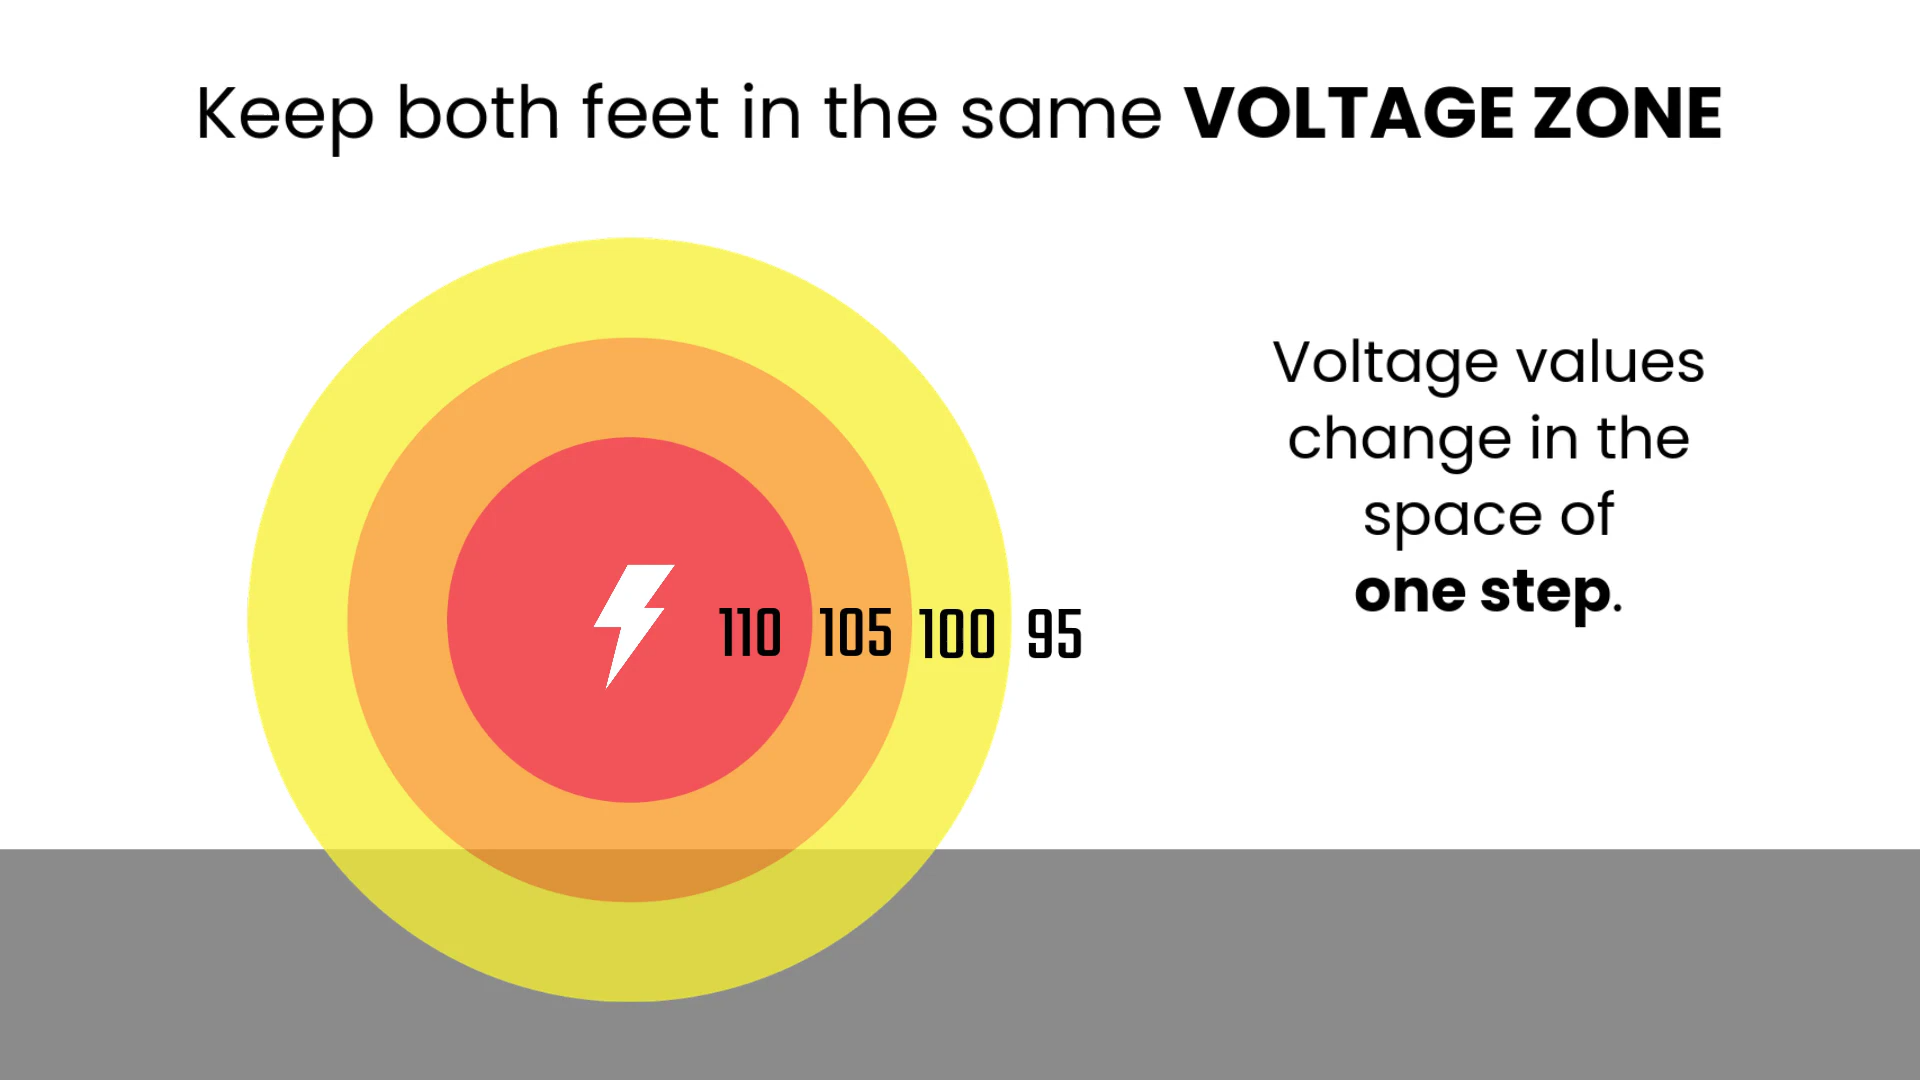 Keep both feet in the same VOLTAGE ZONE
Voltage values
change in the
space of
one step.
110 105 100 95